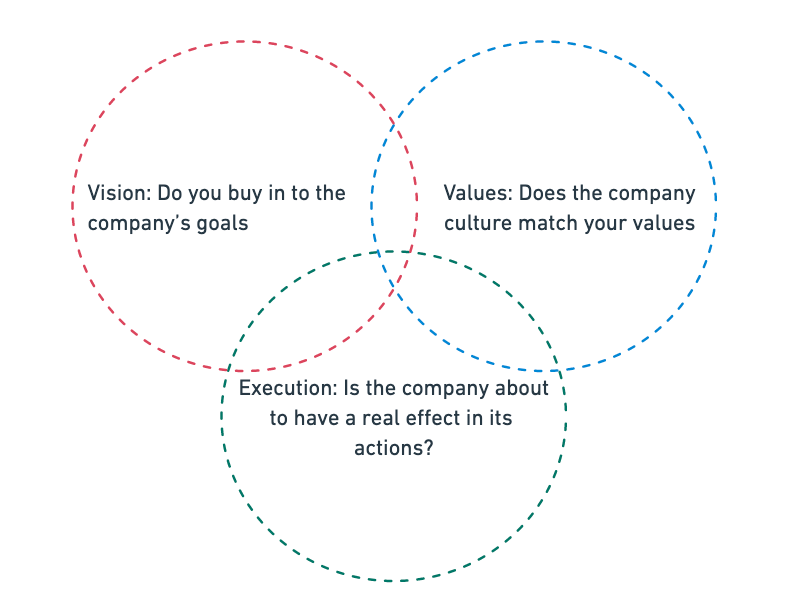 Vision: Do you buy in to the
company’s goals
Values: Does the company
culture match your values
Execution: Is the company about
to have a real effect in its
actions?